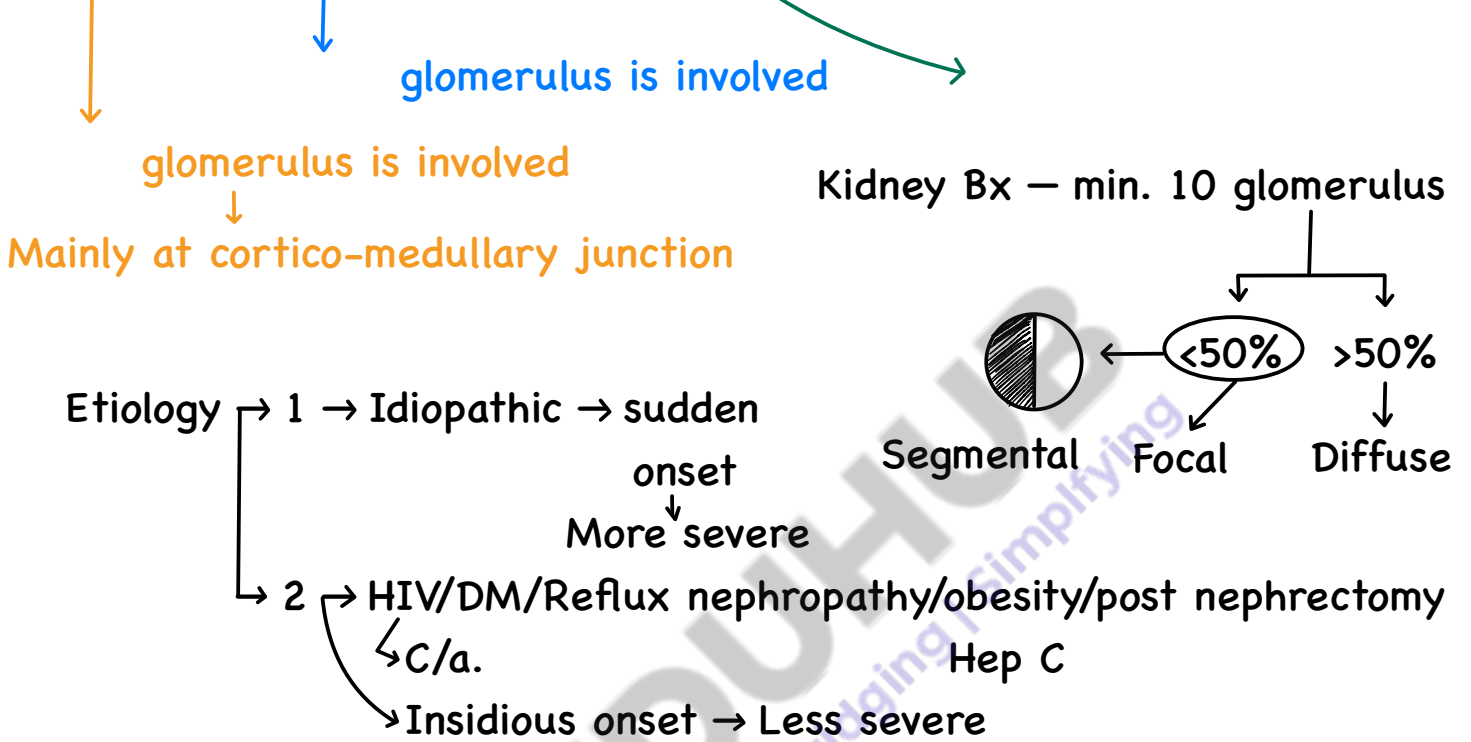 glomerulus is involved
glomerulus is involved
Mainly at cortico-medullary junction
Kidney Bx — min. 10 glomerulus
<50% >50%
Segmental Focal Diffuse
Etiology → 1 → Idiopathic → sudden
onset
↓
More severe
→ 2 → HIV/DM/Reflux nephropathy/obesity/post nephrectomy
C/a. Hep C
Insidious onset → Less severe
simplfying